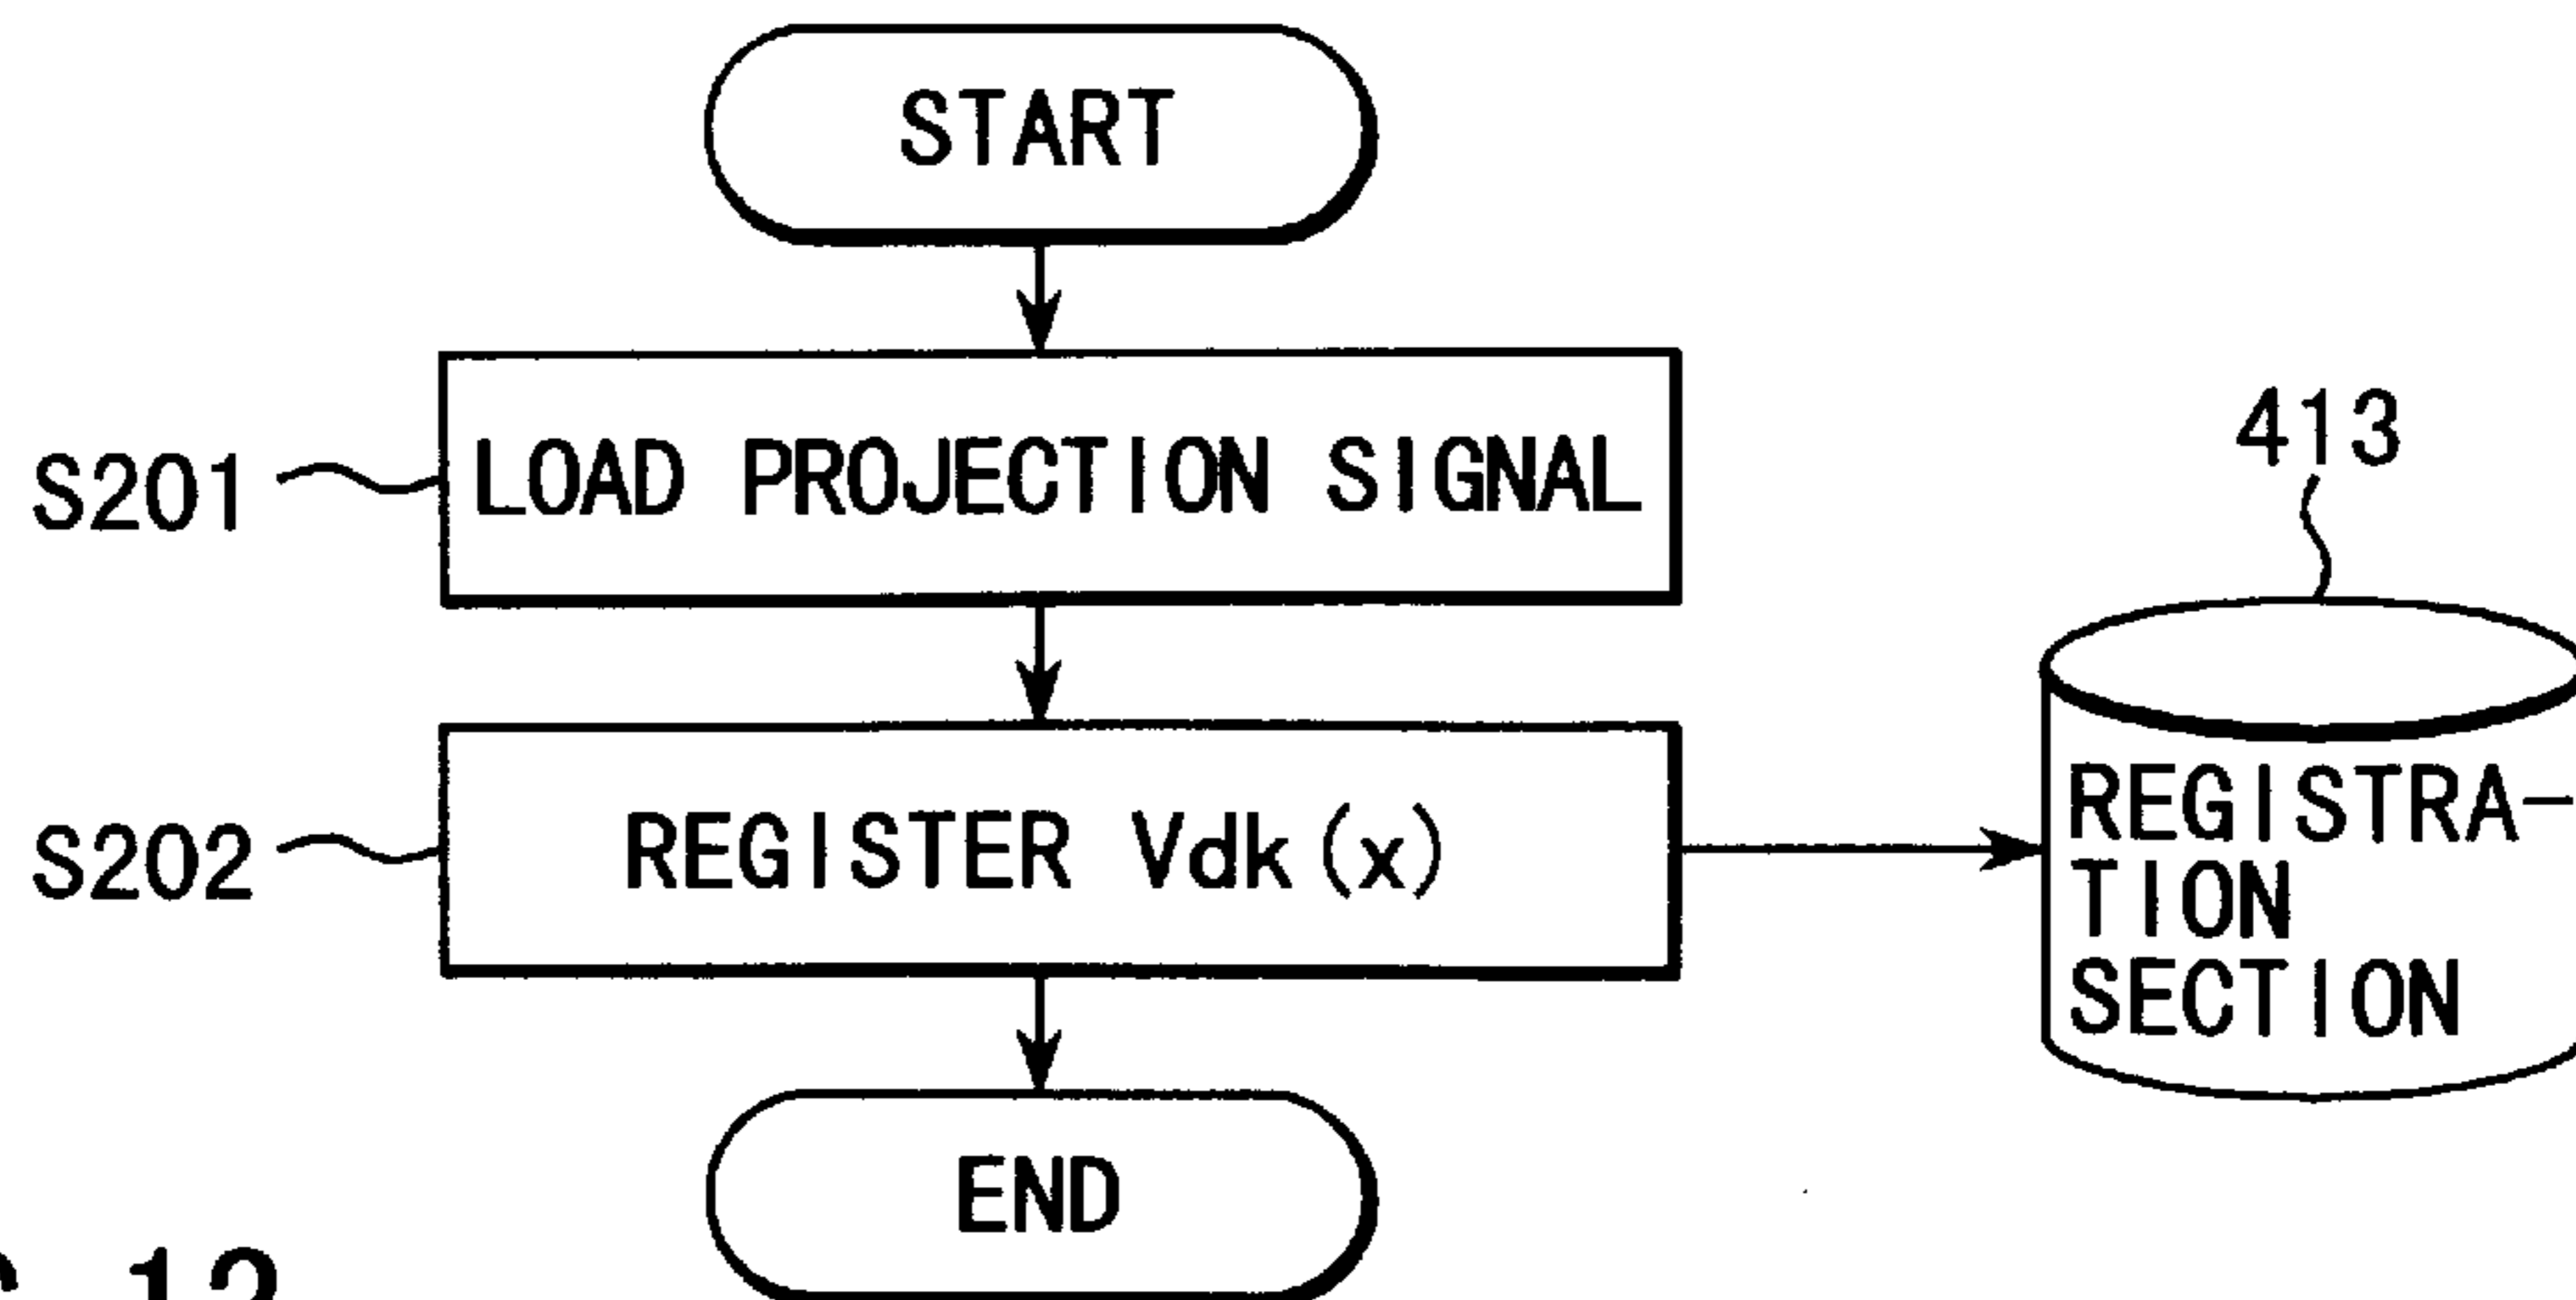 START
S201
LOAD PROJECTION SIGNAL
413
S202
REGISTER Vdk(x)
REGISTRA-
TION
SECTION
END